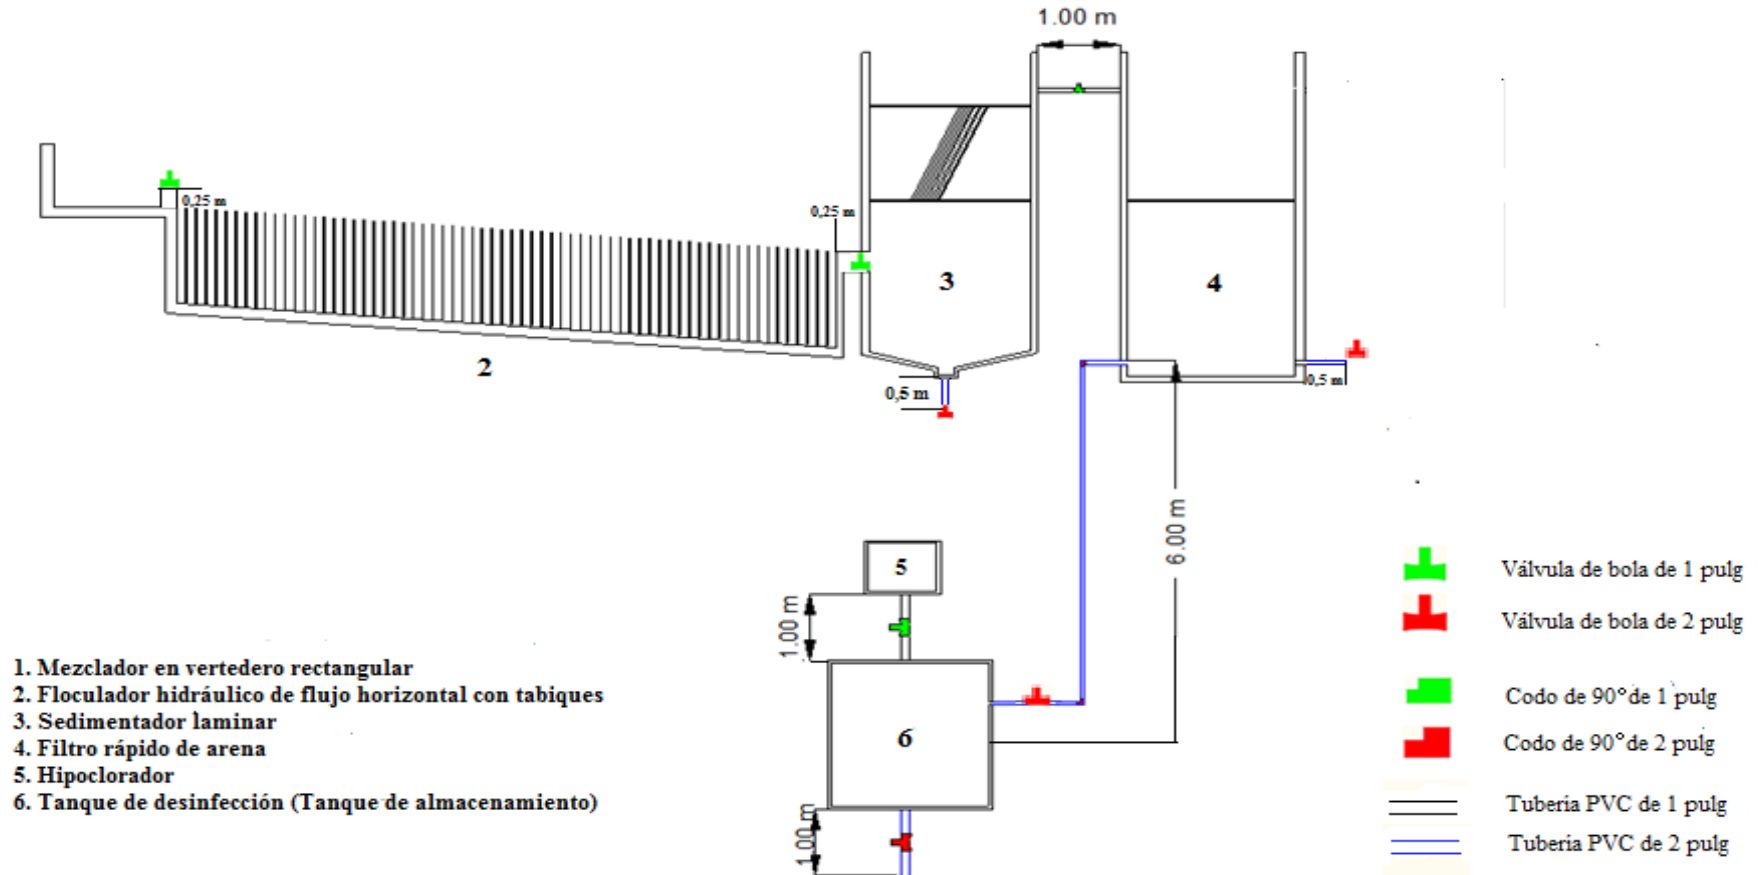 1.00 m
0,25 m
0,25 m
3
4
2
0,5 m
0,5 m
6.00 m
5
1.00 m
6
1.00 m
1. Mezclador en vertedero rectangular
2. Floculador hidráulico de flujo horizontal con tabiques
3. Sedimentador laminar
4. Filtro rápido de arena
5. Hipoclorador
6. Tanque de desinfección (Tanque de almacenamiento)
Válvula de bola de 1 pulg
Válvula de bola de 2 pulg
Codo de 90° de 1 pulg
Codo de 90° de 2 pulg
Tubería PVC de 1 pulg
Tubería PVC de 2 pulg